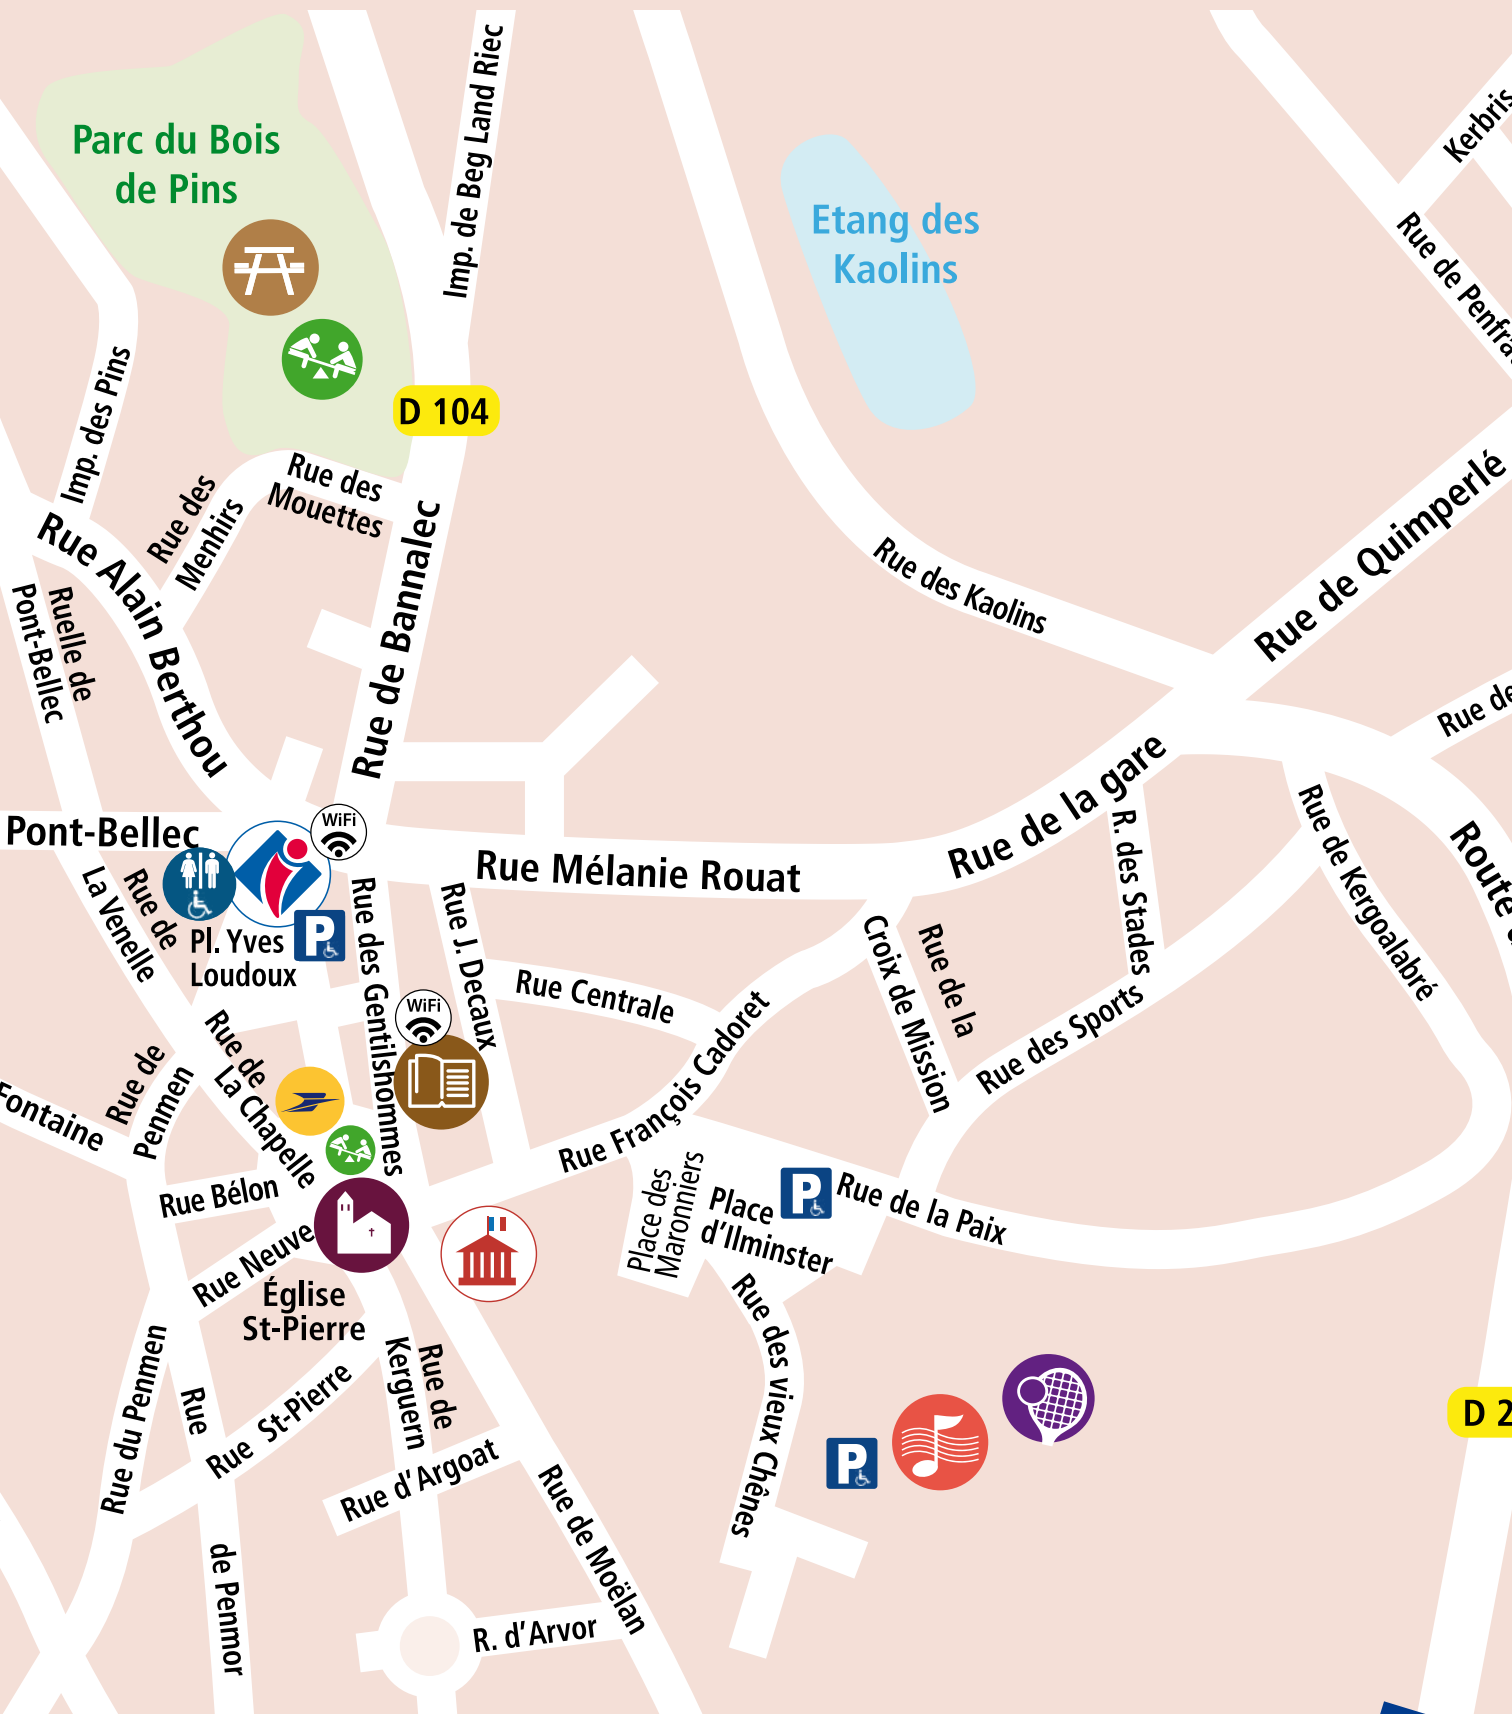 Imp. de Beg Land Riec
Kerbris
Parc du Bois
de Pins
Etang des
Kaolins
Rue de Penfra
D 104
Imp. des Pins
Rue des
Mouettes
Rue des
Menhirs
Rue Alain Berthou
Rue de Bannalec
Rue de Quimperlé
Rue des Kaolins
Ruelle de
Pont-Bellec
Rue de
Rue de la gare
Rue de Kergoalabré
Route
R. des Stades
WiFi
Pont-Bellec
Rue Mélanie Rouat
Rue de
La Venelle
Pl. Yves
Loudoux
P
Rue des Gentilshommes
Rue J. Decaux
Rue Centrale
Rue de la
Croix de Mission
Rue des Sports
WiFi
Rue François Cadoret
Rue de
La Chapelle
Rue de
Penmen
Fontaine
Rue Bélon
Place des
Maronniers
Place
d’Ilminster
P
Rue de la Paix
Rue Neuve
Église
St-Pierre
Rue des vieux Chênes
Rue du Penmen
Rue
de Penmor
Rue St-Pierre
Rue de
Kerguern
Rue d’Argoat
P
D 2
Rue de Moëlan
R. d’Arvor